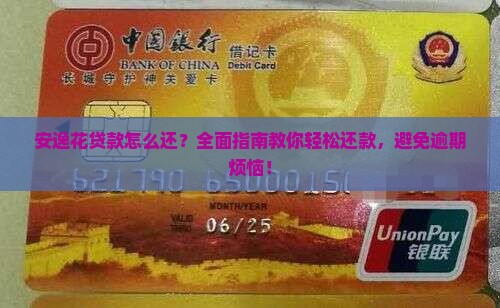 中国银行 借记卡
BANK OF CHINA Debit Card
长城守护神关爱卡
安逸花贷款怎么还？全面指南教你轻松还款，避免逾期
烦恼！
MONTH/YEAR
VALID
THRU
06/25
UnionPay
银联